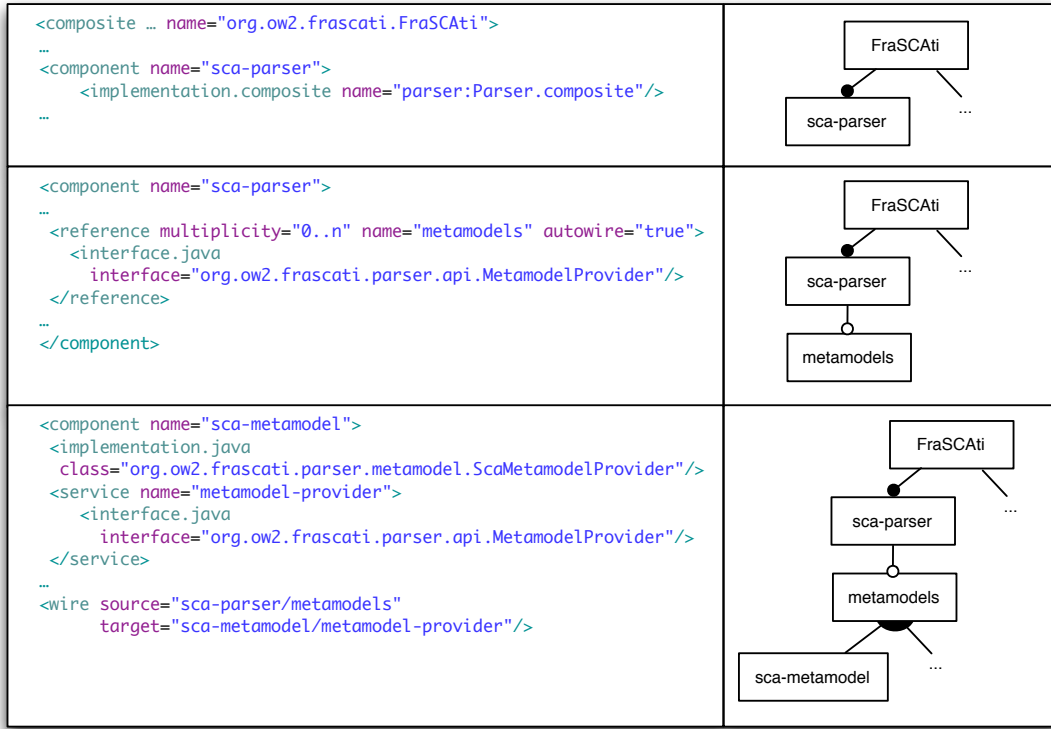 <composite … name="org.ow2.frascati.FraSCAti">
…
<component name="sca-parser">
<implementation.composite name="parser:Parser.composite"/>
…
FraSCAti
sca-parser
...
<component name="sca-parser">
…
<reference multiplicity="0..n" name="metamodels" autowire="true">
<interface.java
interface="org.ow2.frascati.parser.api.MetamodelProvider"/>
</reference>
…
</component>
FraSCAti
...
sca-parser
metamodels
<component name="sca-metamodel">
<implementation.java
class="org.ow2.frascati.parser.metamodel.ScaMetamodelProvider"/>
<service name="metamodel-provider">
<interface.java
interface="org.ow2.frascati.parser.api.MetamodelProvider"/>
</service>
…
<wire source="sca-parser/metamodels"
target="sca-metamodel/metamodel-provider"/>
FraSCAti
...
sca-parser
metamodels
...
sca-metamodel